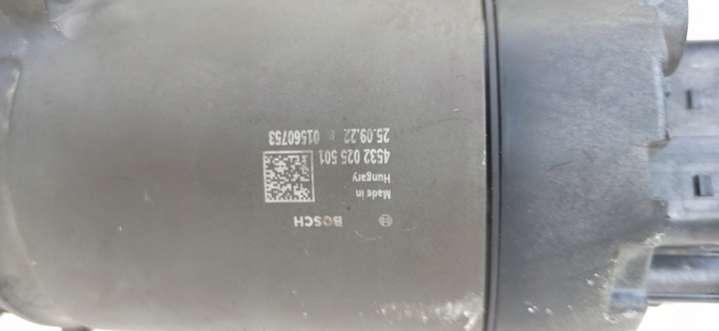 BOSCH
Made in
Hungary
4532 025 501
25.09.22 01560753